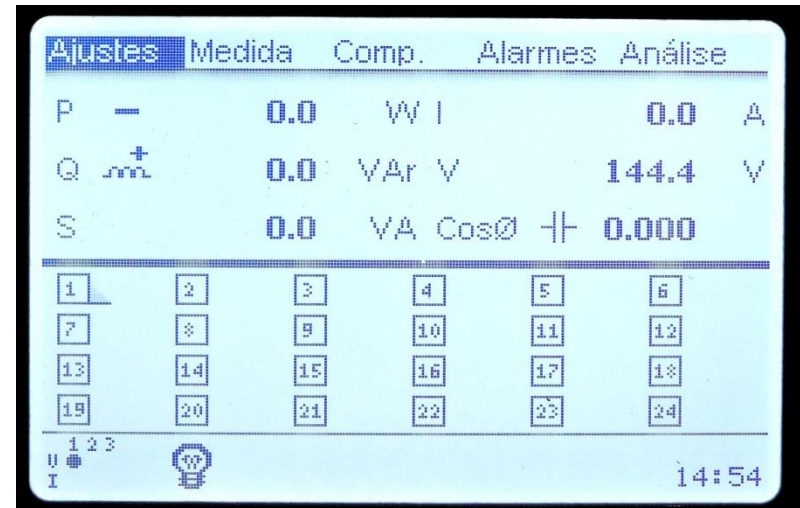 Ajustes Medida Comp. Alarmes Análise
P - 0.0 W I 0.0 A
Q + 0.0 VAr V 144.4 V
S 0.0 VA CosØ 0.000
1 2 3 4 5 6
7 8 9 10 11 12
13 14 15 16 17 18
19 20 21 22 23 24
1 2 3
U
I
14:54